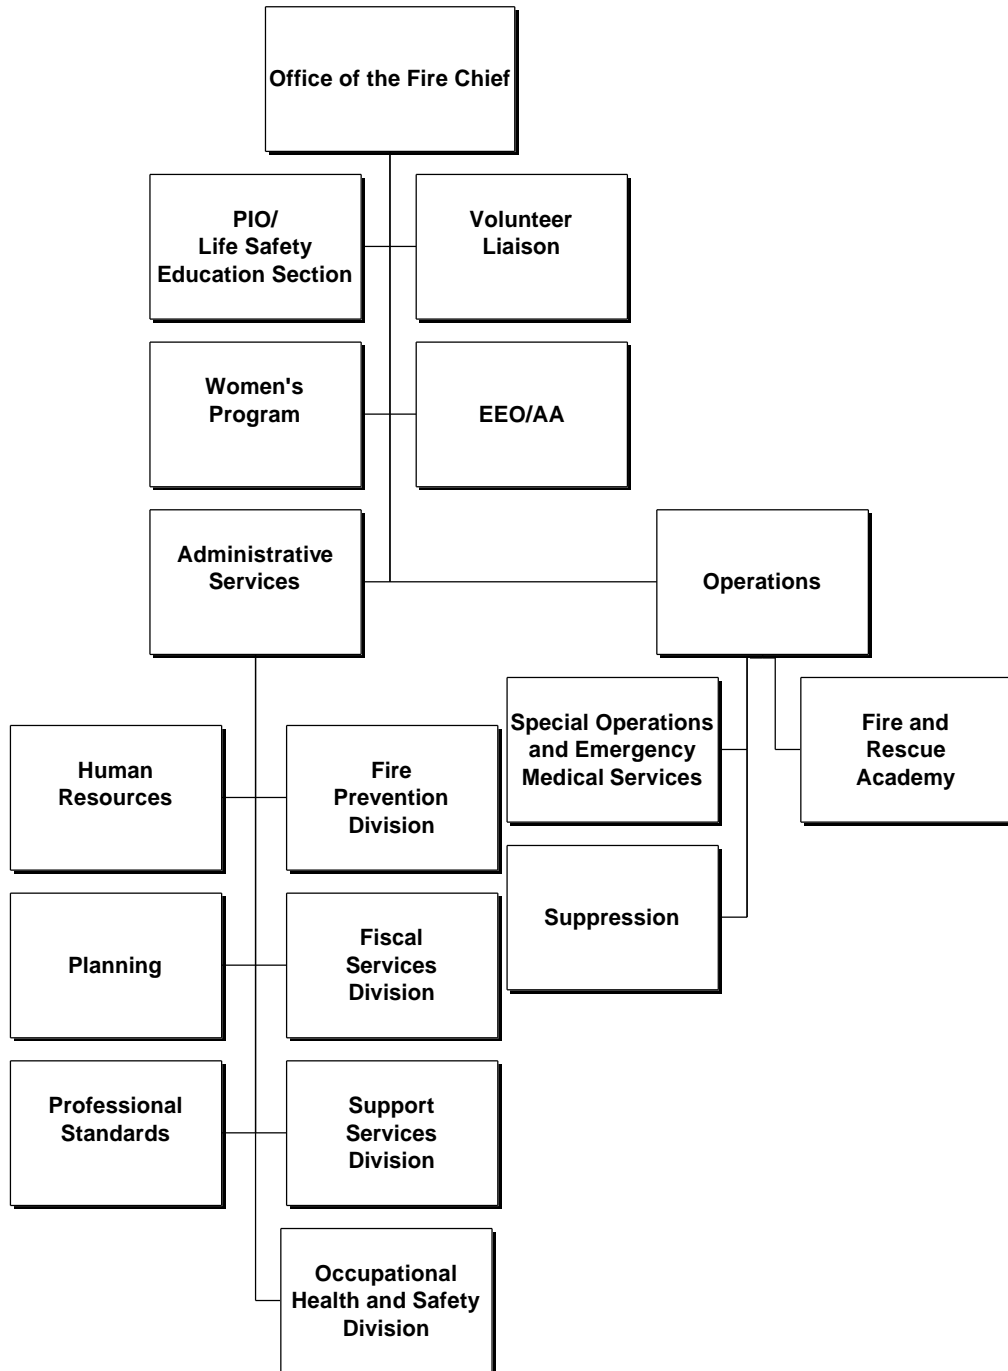 Office of the Fire Chief
PIO/
Life Safety
Education Section
Volunteer
Liaison
Women's
Program
EEO/AA
Administrative
Services
Operations
Special Operations
and Emergency
Medical Services
Fire and
Rescue
Academy
Human
Resources
Fire
Prevention
Division
Suppression
Planning
Fiscal
Services
Division
Professional
Standards
Support
Services
Division
Occupational
Health and Safety
Division